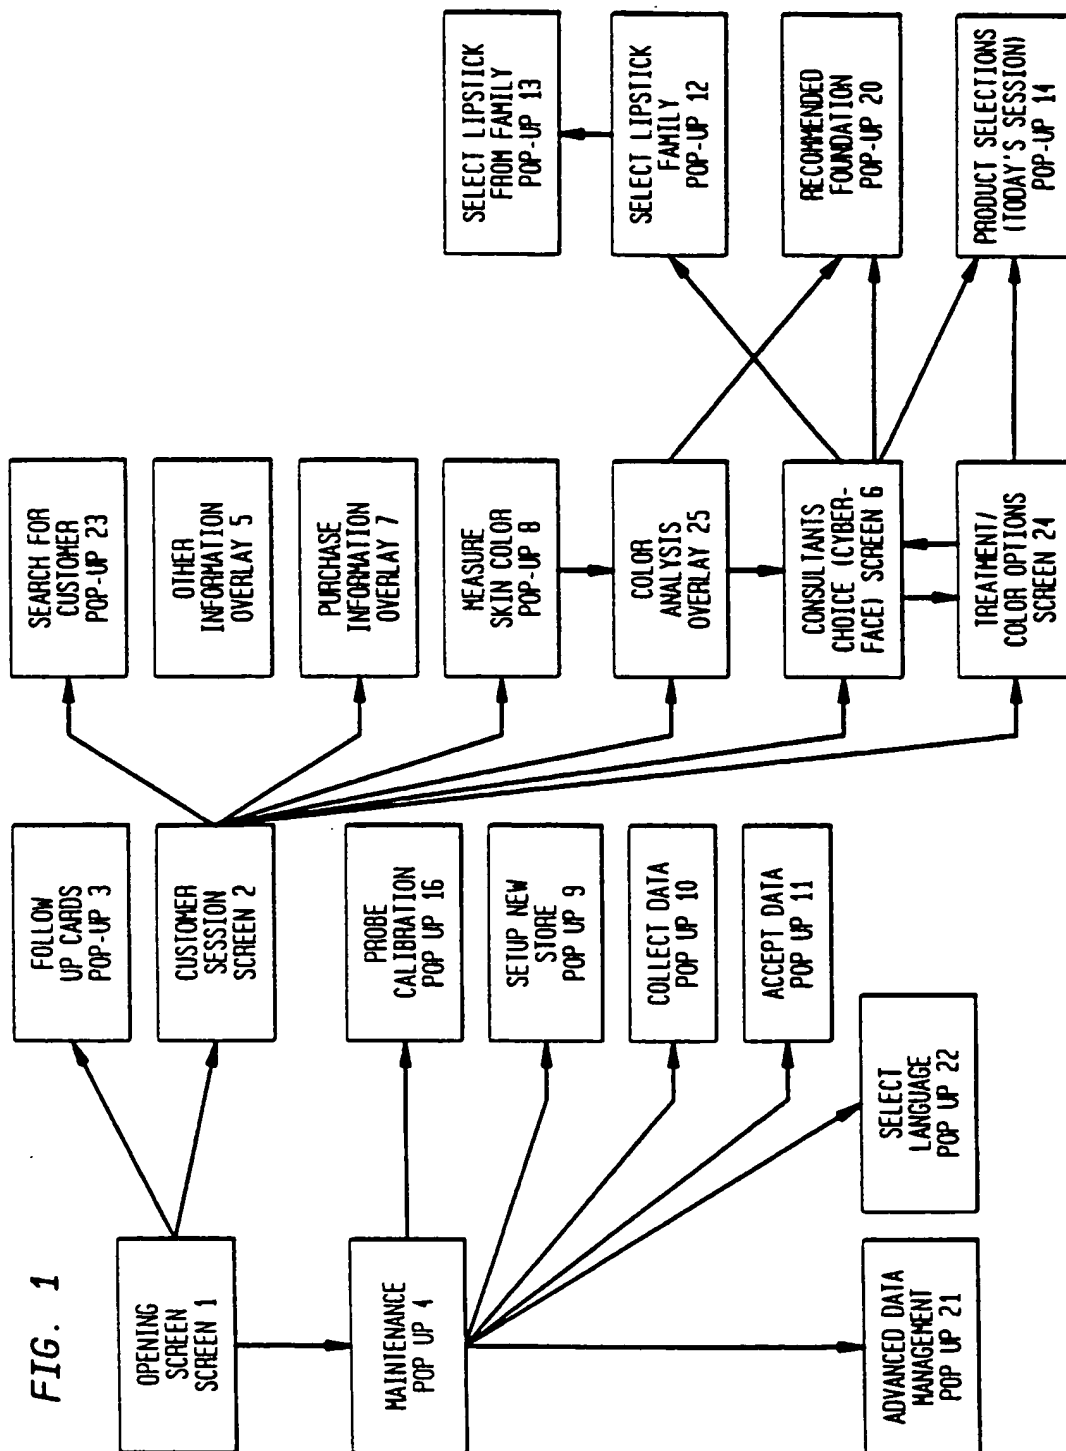 FIG. 1
OPENING
SCREEN
SCREEN 1
MAINTENANCE
POP UP 4
ADVANCED DATA
MANAGEMENT
POP UP 21
FOLLOW
UP CARDS
POP-UP 3
CUSTOMER
SESSION
SCREEN 2
PROBE
CALIBRATION
POP UP 16
SETUP NEW
STORE
POP UP 9
COLLECT DATA
POP UP 10
ACCEPT DATA
POP UP 11
SELECT
LANGUAGE
POP UP 22
SEARCH FOR
CUSTOMER
POP-UP 23
OTHER
INFORMATION
OVERLAY 5
PURCHASE
INFORMATION
OVERLAY 7
MEASURE
SKIN COLOR
POP-UP 8
COLOR
ANALYSIS
OVERLAY 25
CONSULTANTS
CHOICE (CYBER-
FACE) SCREEN 6
TREATMENT/
COLOR OPTIONS
SCREEN 24
SELECT LIPSTICK
FROM FAMILY
POP-UP 13
SELECT LIPSTICK
FAMILY
POP-UP 12
RECOMMENDED
FOUNDATION
POP-UP 20
PRODUCT SELECTIONS
(TODAY'S SESSION)
POP-UP 14